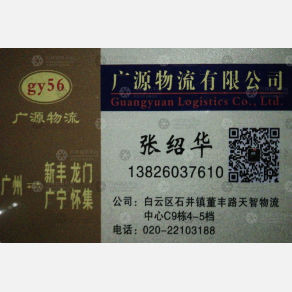 gy56
广源物流
广州— 新丰 龙门
广宁 怀集
广源物流有限公司
Guangyuan Logistics Co., Ltd.
张绍华
13826037610
公司：白云区石井镇董丰路天智物流
中心C9栋4-5档
电话：020-22103188